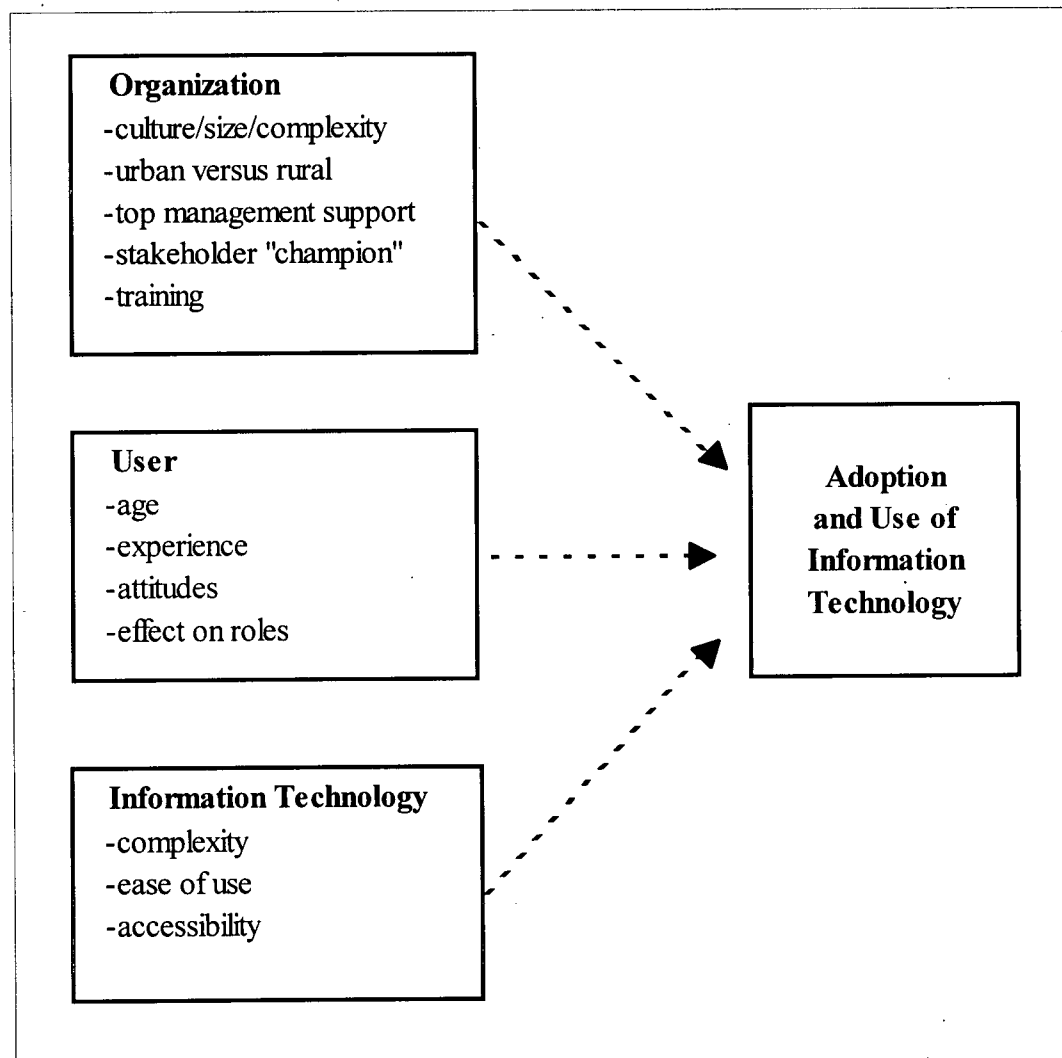 Organization
-culture/size/complexity
-urban versus rural
-top management support
-stakeholder "champion"
-training
User
-age
-experience
-attitudes
-effect on roles
Information Technology
-complexity
-ease of use
-accessibility
Adoption
and Use of
Information
Technology